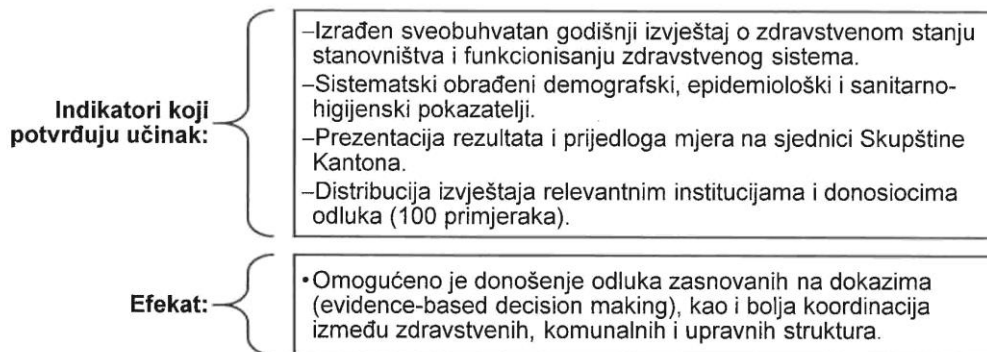 Indikatori koji
potvrđuju učinak:
–Izrađen sveobuhvatan godišnji izvještaj o zdravstvenom stanju
stanovništva i funkcionisanju zdravstvenog sistema.
–Sistematski obrađeni demografski, epidemiološki i sanitarno-
higijenski pokazatelji.
–Prezentacija rezultata i prijedloga mjera na sjednici Skupštine
Kantona.
–Distribucija izvještaja relevantnim institucijama i donosiocima
odluka (100 primjeraka).
Efekat:
•Omogućeno je donošenje odluka zasnovanih na dokazima
(evidence-based decision making), kao i bolja koordinacija
između zdravstvenih, komunalnih i upravnih struktura.